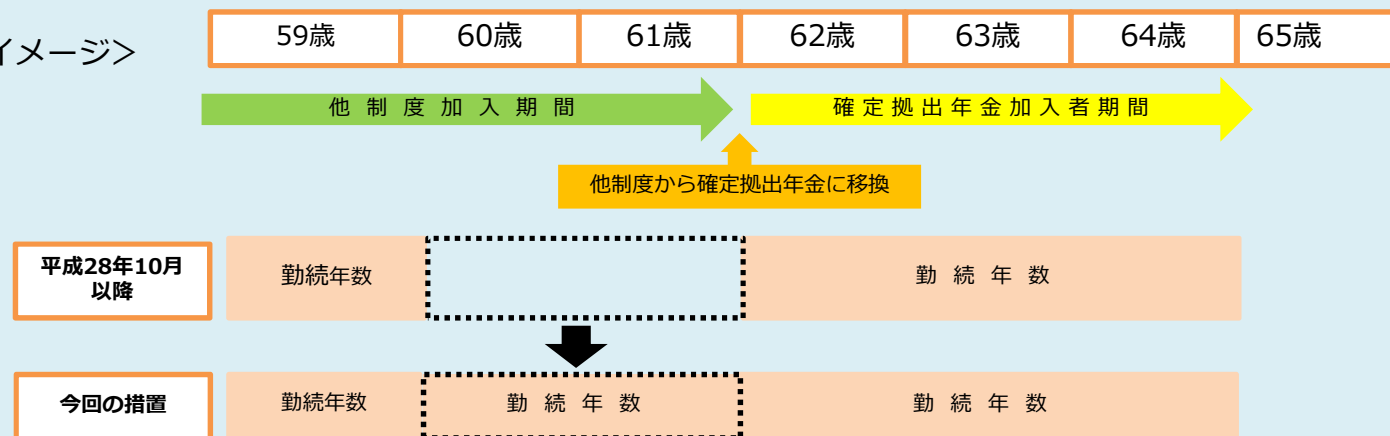 イメージ＞
59歳 60歳 61歳 62歳 63歳 64歳 65歳
他制度加入期間 確定拠出年金加入者期間
他制度から確定拠出年金に移換
平成28年10月
以降
勤続年数 勤続年数
今回の措置 勤続年数 勤続年数 勤続年数